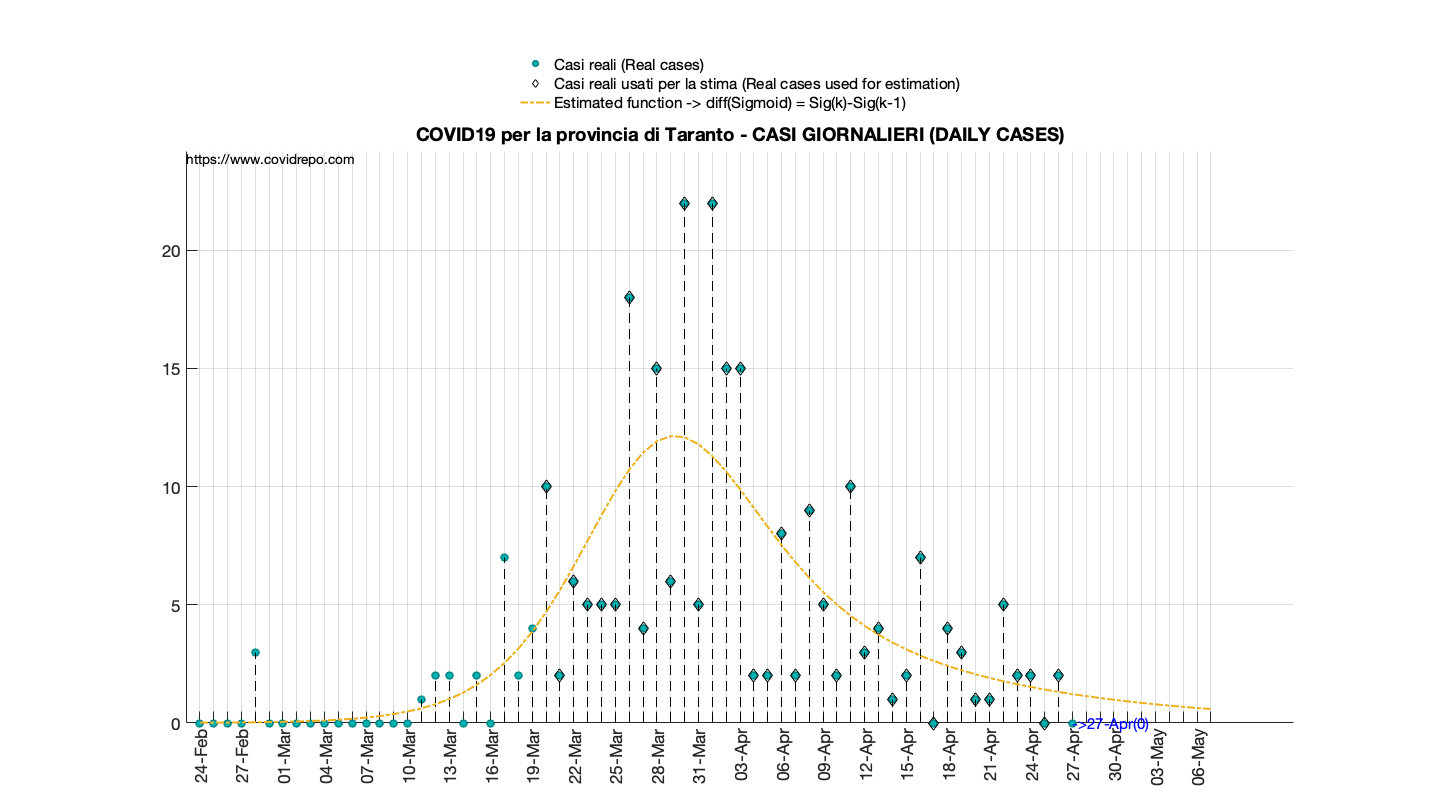 Casi reali (Real cases)
Casi reali usati per la stima (Real cases used for estimation)
Estimated function -> diff(Sigmoid) = Sig(k)-Sig(k-1)
COVID19 per la provincia di Taranto - CASI GIORNALIERI (DAILY CASES)
https://www.covidrepo.com
20
15
10
5
0
->27-Apr(0)
24-Feb
27-Feb
01-Mar
04-Mar
07-Mar
10-Mar
13-Mar
16-Mar
19-Mar
22-Mar
25-Mar
28-Mar
31-Mar
03-Apr
06-Apr
09-Apr
12-Apr
15-Apr
18-Apr
21-Apr
24-Apr
27-Apr
30-Apr
03-May
06-May